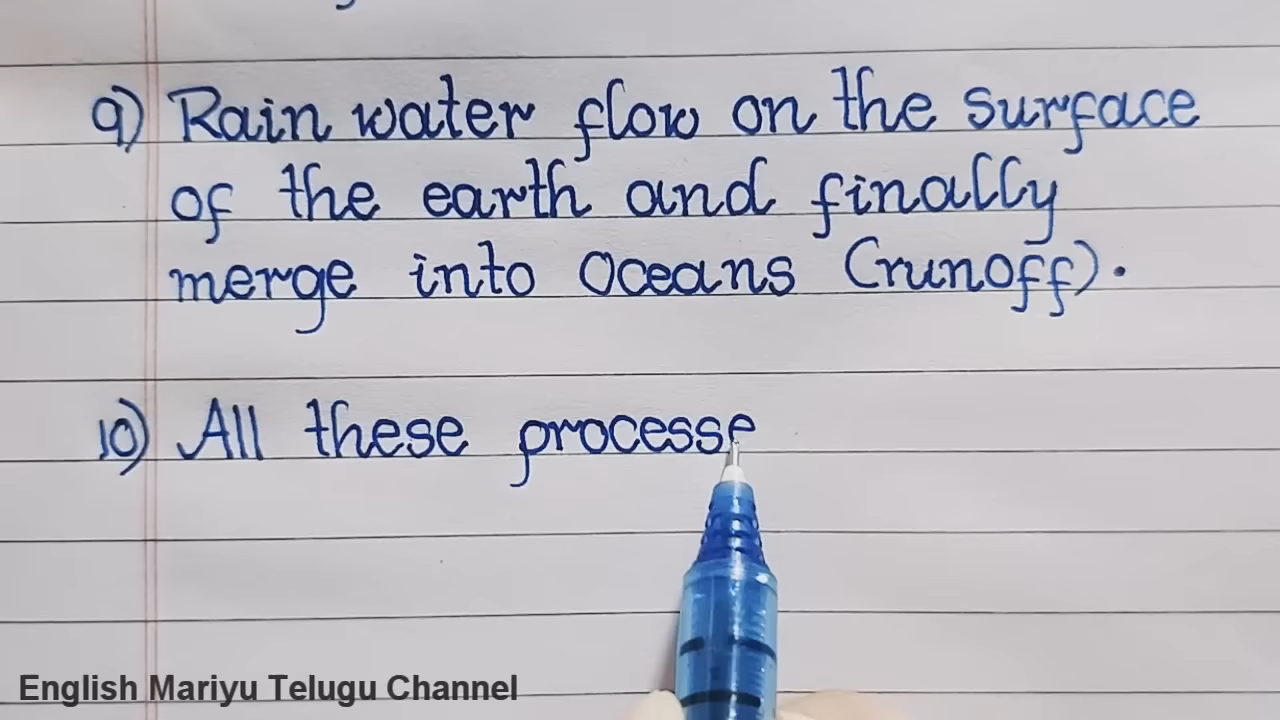 9) Rain water flow on the surface
of the earth and finally
merge into Oceans (runoff).
10) All these processe
English Mariyu Telugu Channel